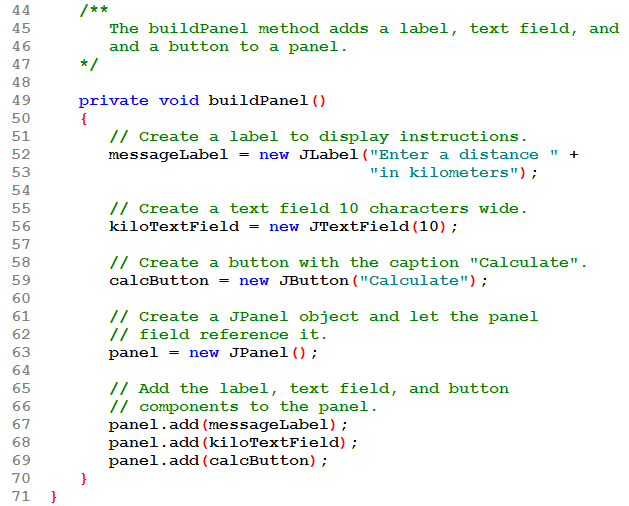 44     /**
45        The buildPanel method adds a label, text field, and
46        and a button to a panel.
47     */
48
49     private void buildPanel()
50     {
51        // Create a label to display instructions.
52        messageLabel = new JLabel("Enter a distance " +
53                                  "in kilometers");
54
55        // Create a text field 10 characters wide.
56        kiloTextField = new JTextField(10);
57
58        // Create a button with the caption "Calculate".
59        calcButton = new JButton("Calculate");
60
61        // Create a JPanel object and let the panel
62        // field reference it.
63        panel = new JPanel();
64
65        // Add the label, text field, and button
66        // components to the panel.
67        panel.add(messageLabel);
68        panel.add(kiloTextField);
69        panel.add(calcButton);
70     }
71  }